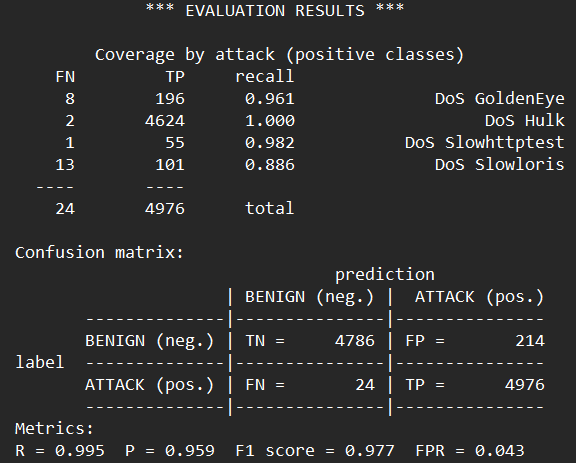 *** EVALUATION RESULTS ***
Coverage by attack (positive classes)
FN TP recall
8 196 0.961 DoS GoldenEye
2 4624 1.000 DoS Hulk
1 55 0.982 DoS Slowhttptest
13 101 0.886 DoS Slowloris
---- ----
24 4976 total
Confusion matrix:
prediction
| BENIGN (neg.) | ATTACK (pos.)
--------------|---------------|---------------
BENIGN (neg.) | TN = 4786 | FP = 214
label --------------|---------------|---------------
ATTACK (pos.) | FN = 24 | TP = 4976
--------------|---------------|---------------
Metrics:
R = 0.995 P = 0.959 F1 score = 0.977 FPR = 0.043